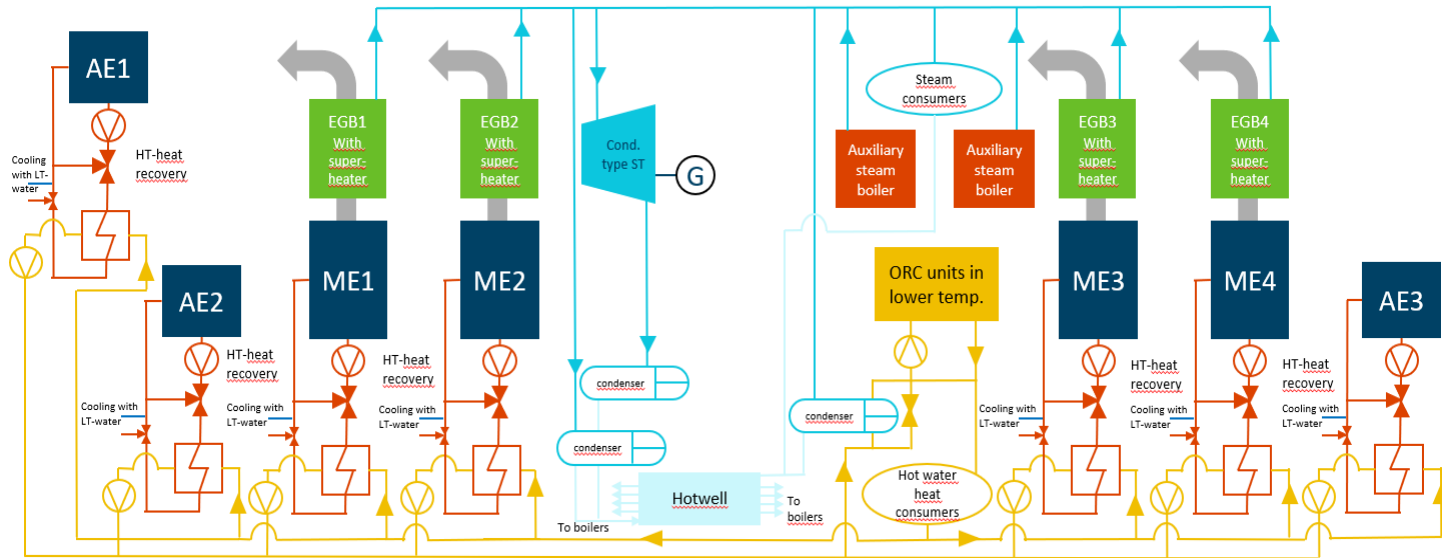 AE1
Cooling
with LT-
water
HT-heat
recovery
AE2
HT-heat
recovery
Cooling with
LT-water
EGB1
With
super-
heater
ME1
Cooling with
LT-water
HT-heat
recovery
EGB2
With
super-
heater
ME2
Cooling with
LT-water
Cond.
type ST
G
condenser
condenser
To boilers
Hotwell
To
boilers
Steam
consumers
Auxiliary
steam
boiler
Auxiliary
steam
boiler
ORC units in
lower temp.
condenser
Hot water
heat
consumers
EGB3
With
super-
heater
ME3
Cooling with
LT-water
HT-heat
recovery
EGB4
With
super-
heater
ME4
Cooling with
LT-water
HT-heat
recovery
AE3
Cooling with
LT-water